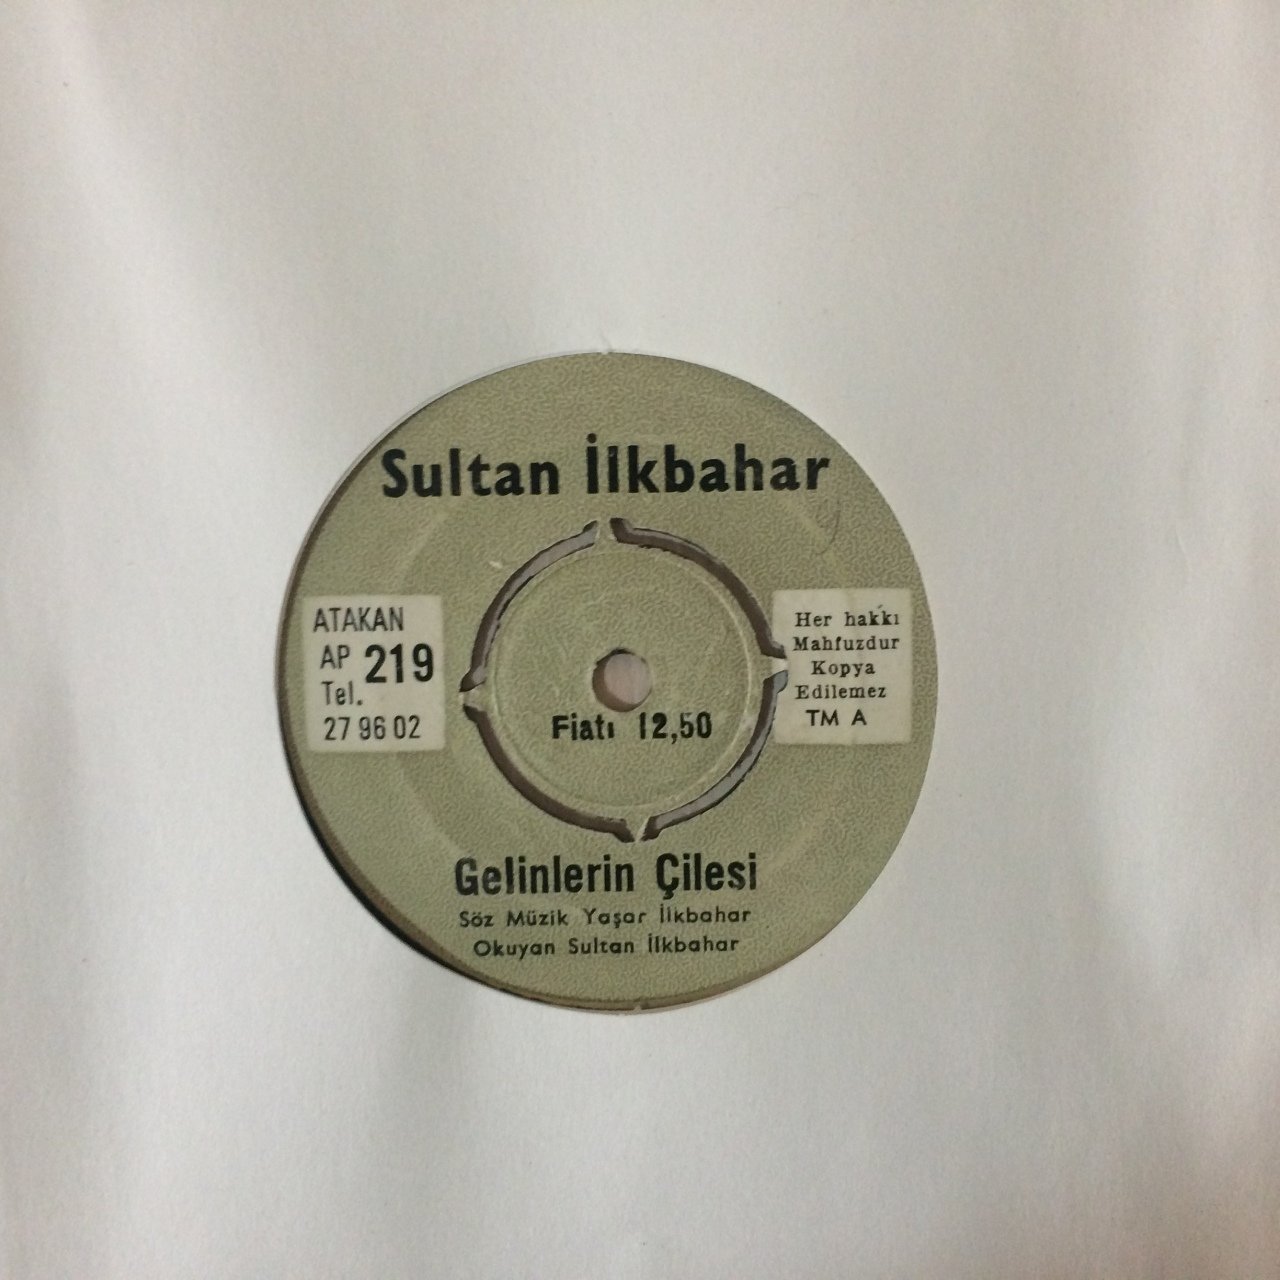 Sultan İlkbahar
ATAKAN
AP 219
Tel.
27 96 02
Her hakkı
Mahfuzdur
Kopya
Edilemez
TM A
Fiatı 12,50
Gelinlerin Çilesi
Söz Müzik Yaşar İlkbahar
Okuyan Sultan İlkbahar